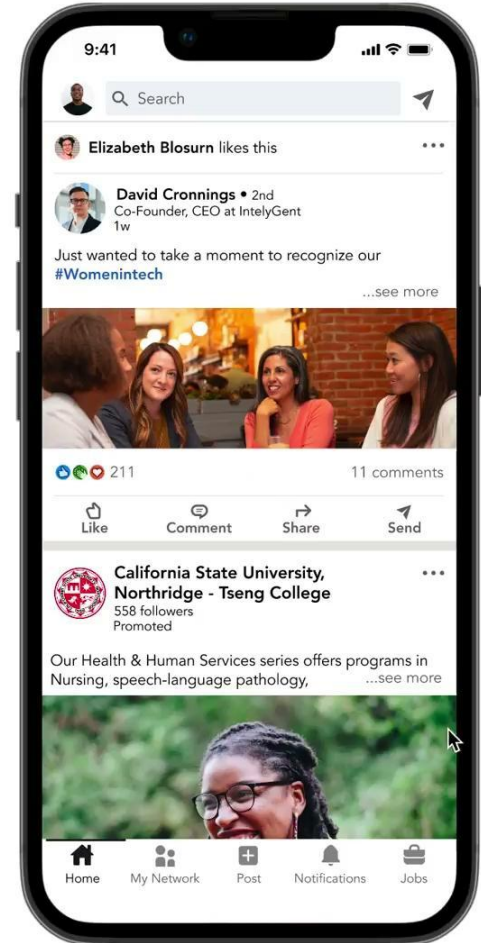 9:41
Search
Elizabeth Blosurn likes this
David Cronnings • 2nd
Co-Founder, CEO at IntelyGent
1w
Just wanted to take a moment to recognize our
#Womenintech
...see more
211
11 comments
Like
Comment
Share
Send
California State University,
Northridge - Tseng College
558 followers
Promoted
Our Health & Human Services series offers programs in
Nursing, speech-language pathology,
...see more
Home
My Network
Post
Notifications
Jobs